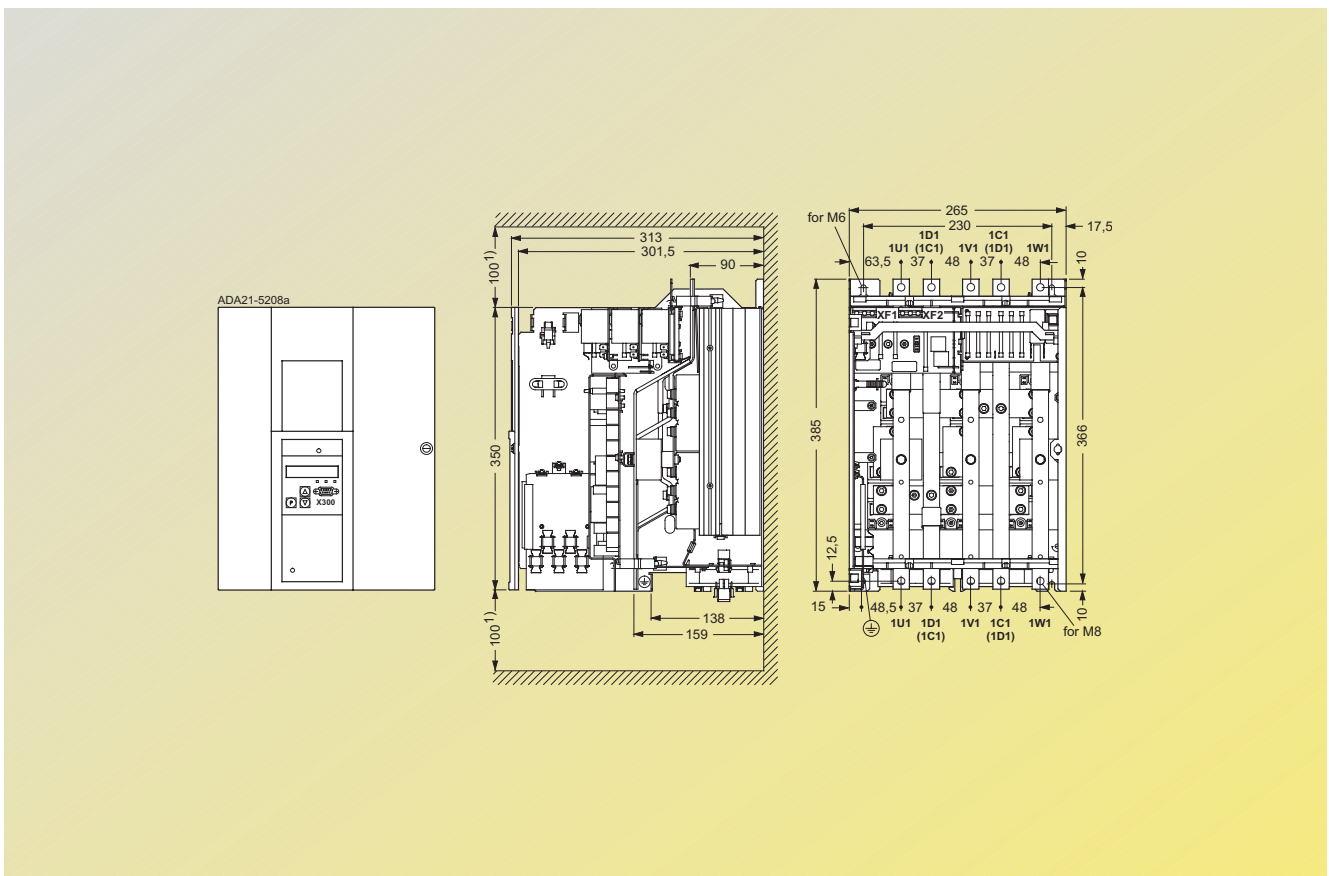 ADA21-5208a
P
X300
313
301,5
90
100 1)
350
100 1)
138
159
for M6
265
230
17,5
1D1 1C1
1U1 (1C1) 1V1 (1D1) 1W1
63,5 37 48 37 48
10
XF1 XF2
385
366
12,5
15 48,5 37 48 37 48
10
1U1 1D1 1V1 1C1 1W1
(1C1) (1D1)
for M8